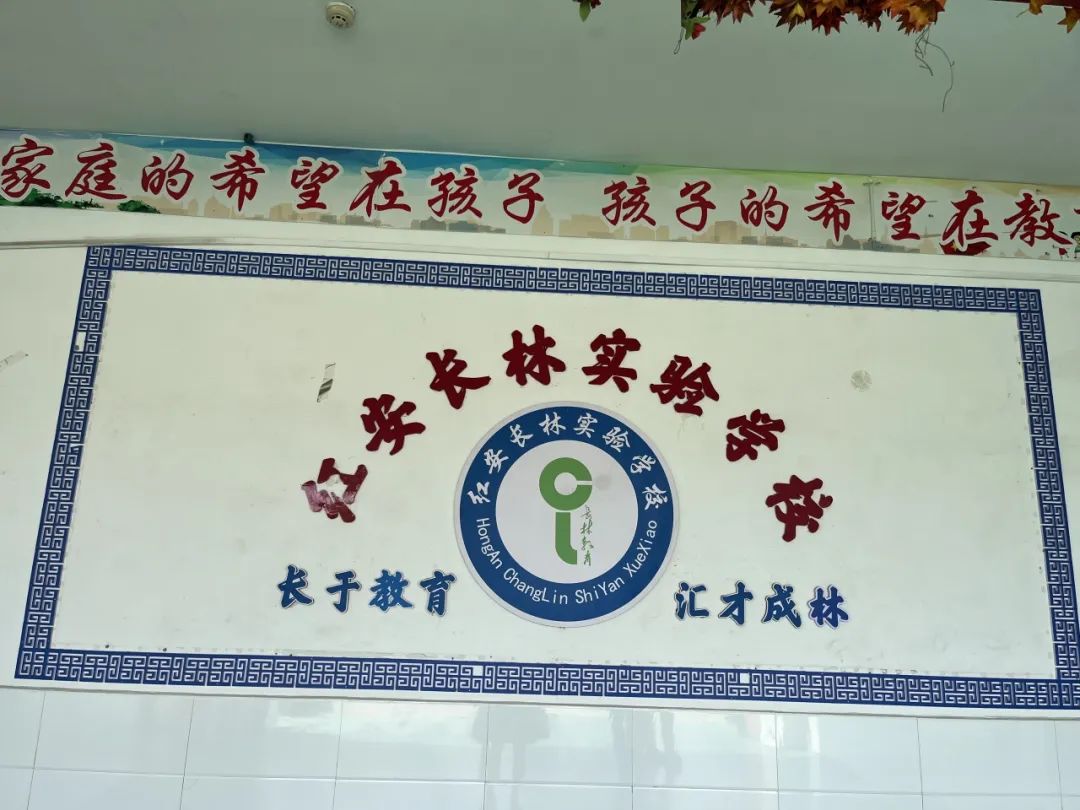 家庭的希望在孩子 孩子的希望在教
红安长林实验学校
红安长林实验学校
长林教育
HongAn ChangLin ShiYan XueXiao
长于教育
汇才成林